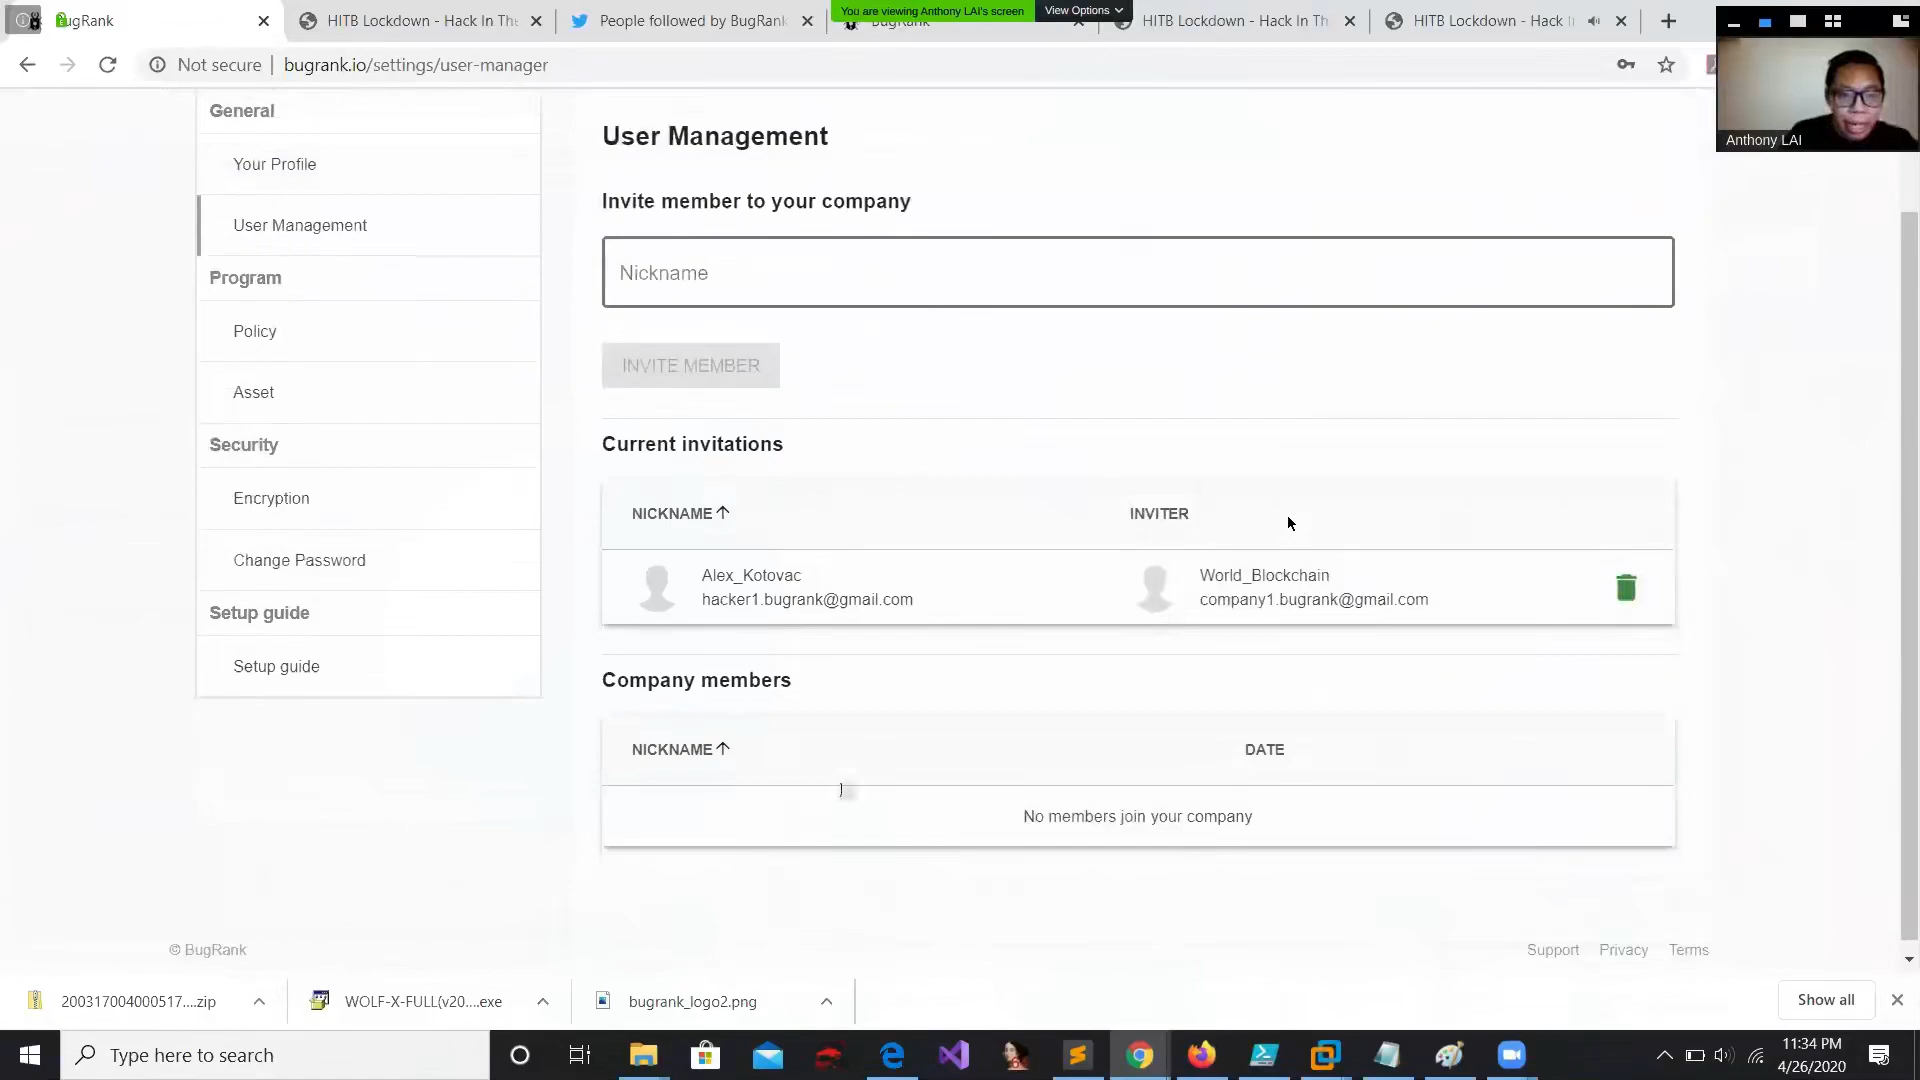 BugRank
HITB Lockdown - Hack In The
People followed by BugRank
You are viewing Anthony LAI's screen
View Options
BugRank
HITB Lockdown - Hack In Th
HITB Lockdown - Hack I
Not secure
bugrank.io/settings/user-manager
Anthony LAI
General
Your Profile
User Management
Program
Policy
Asset
Security
Encryption
Change Password
Setup guide
Setup guide
User Management
Invite member to your company
Nickname
INVITE MEMBER
Current invitations
NICKNAME
INVITER
Alex_Kotovac
hacker1.bugrank@gmail.com
World_Blockchain
company1.bugrank@gmail.com
Company members
NICKNAME
DATE
No members join your company
© BugRank
Support Privacy Terms
200317004000517....zip
WOLF-X-FULL(v20....exe
bugrank_logo2.png
Show all
Type here to search
11:34 PM
4/26/2020